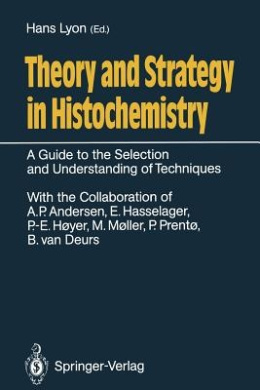 Hans Lyon (Ed.)
Theory and Strategy
in Histochemistry
A Guide to the Selection
and Understanding of Techniques
With the Collaboration of
A.P. Andersen, E. Hasselager,
P.-E. Høyer, M. Møller, P. Prentø,
B. van Deurs
Springer-Verlag